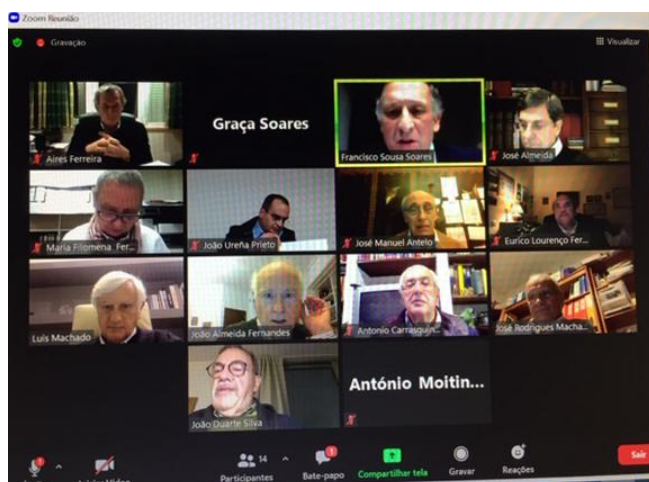 Zoom Reunião
Gravação
Visualizar
Aires Ferreira
Graça Soares
Francisco Sousa Soares
José Almeida
Maria Filomena Fer...
João Ureña Prieto
José Manuel Antelo
Eurico Lourenço Fer...
Luís Machado
João Almeida Fernandes
Antonio Carrasquin...
José Rodrigues Macha...
João Duarte Silva
António Moitin...
14
1
Participantes
Bate-papo
Compartilhar tela
Gravar
Reações
Sair